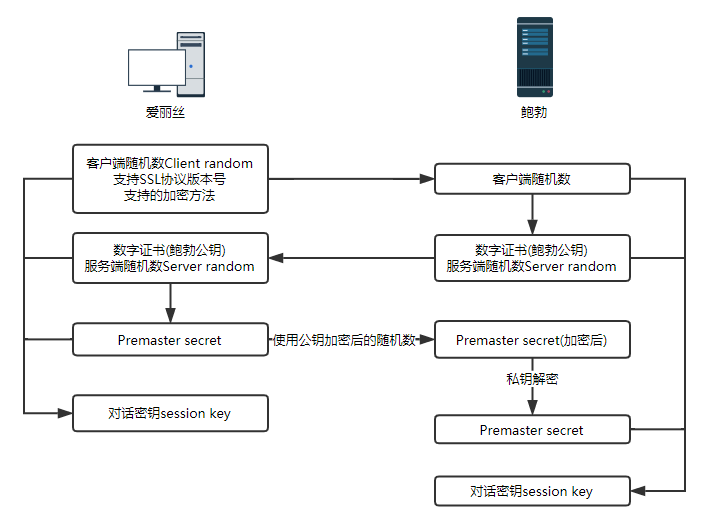 爱丽丝
鲍勃
客户端随机数Client random
支持SSL协议版本号
支持的加密方法
客户端随机数
数字证书(鲍勃公钥)
服务端随机数Server random
数字证书(鲍勃公钥)
服务端随机数Server random
Premaster secret
使用公钥加密后的随机数
Premaster secret(加密后)
私钥解密
对话密钥session key
Premaster secret
对话密钥session key